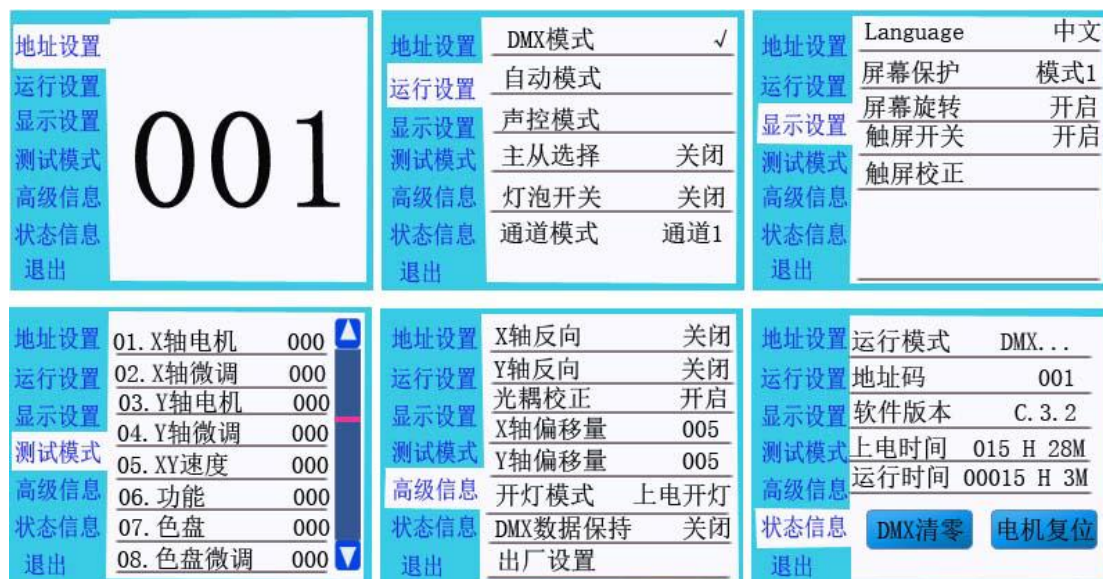 地址设置
运行设置
显示设置
测试模式
高级信息
状态信息
退出
001
地址设置
运行设置
显示设置
测试模式
高级信息
状态信息
退出
DMX模式 √
自动模式
声控模式
主从选择 关闭
灯泡开关 关闭
通道模式 通道1
地址设置
运行设置
显示设置
测试模式
高级信息
状态信息
退出
Language 中文
屏幕保护 模式1
屏幕旋转 开启
触屏开关 开启
触屏校正
地址设置
运行设置
显示设置
测试模式
高级信息
状态信息
退出
01.X轴电机 000
02.X轴微调 000
03.Y轴电机 000
04.Y轴微调 000
05.XY速度 000
06.功能 000
07.色盘 000
08.色盘微调 000
地址设置
运行设置
显示设置
测试模式
高级信息
状态信息
退出
X轴反向 关闭
Y轴反向 关闭
光耦校正 开启
X轴偏移量 005
Y轴偏移量 005
开灯模式 上电开灯
DMX数据保持 关闭
出厂设置
地址设置
运行设置
显示设置
测试模式
高级信息
状态信息
退出
运行模式 DMX...
地址码 001
软件版本 C.3.2
上电时间 015 H 28M
运行时间 00015 H 3M
DMX清零 电机复位